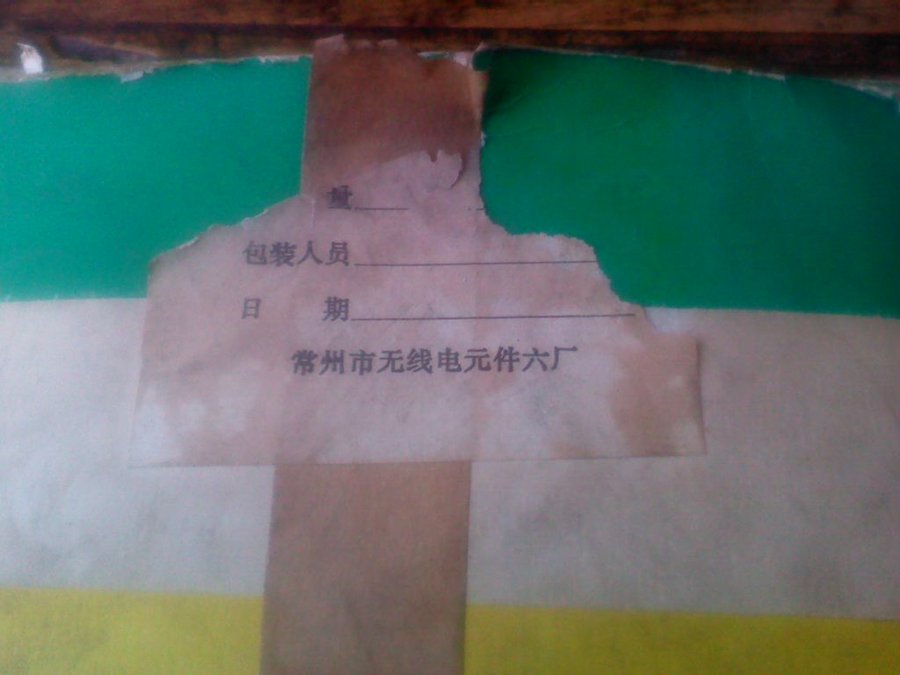 量
包装人员
日 期
常州市无线电元件六厂